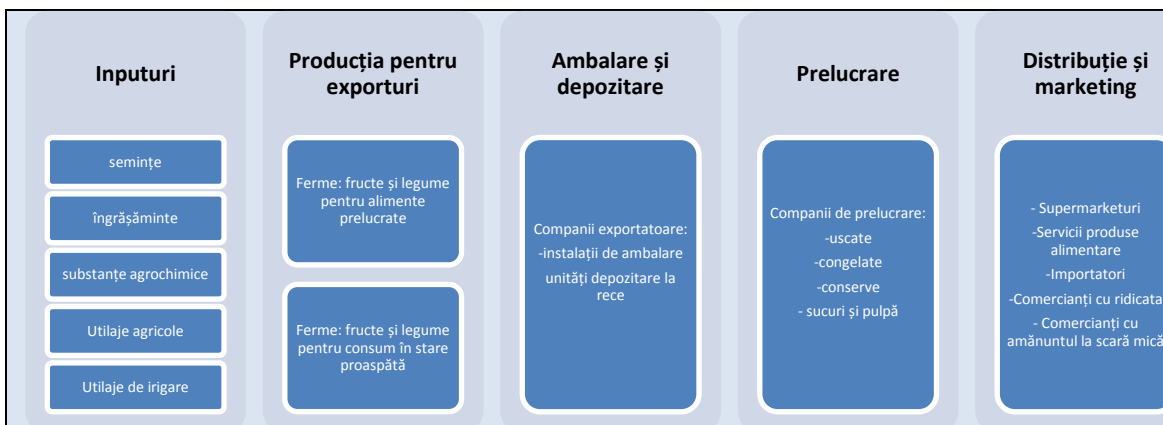 Inputuri
semințe
îngrășăminte
substanțe agrochimice
Utilaje agricole
Utilaje de irigare
Producția pentru
exporturi
Ferme: fructe și legume
pentru alimente
prelucrate
Ferme: fructe și legume
pentru consum în stare
proaspătă
Ambalare și
depozitare
Companii exportatoare:
-instalații de ambalare
unități depozitare la
rece
Prelucrare
Companii de prelucrare:
-uscate
-congelate
-conserve
- sucuri și pulpă
Distribuție și
marketing
- Supermarketuri
-Servicii produse
alimentare
-Importatori
-Comercianți cu ridicata
- Comercianți cu
amănuntul la scară mică